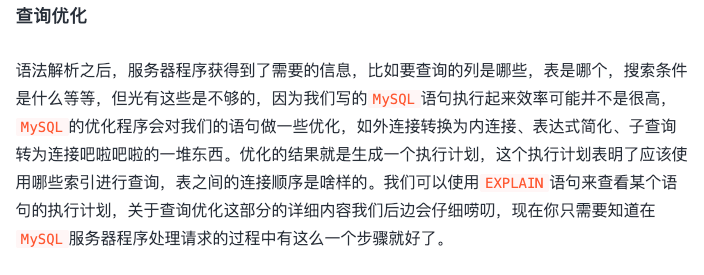 查询优化
语法解析之后，服务器程序获得到了需要的信息，比如要查询的列是哪些，表是哪个，搜索条件
是什么等等，但光有这些是不够的，因为我们写的 MySQL 语句执行起来效率可能并不是很高，
MySQL 的优化程序会对我们的语句做一些优化，如外连接转换为内连接、表达式简化、子查询
转为连接吧啦吧啦的一堆东西。优化的结果就是生成一个执行计划，这个执行计划表明了应该使
用哪些索引进行查询，表之间的连接顺序是啥样的。我们可以使用 EXPLAIN 语句来查看某个语
句的执行计划，关于查询优化这部分的详细内容我们后边会仔细唠叨，现在你只需要知道在
MySQL 服务器程序处理请求的过程中有这么一个步骤就好了。